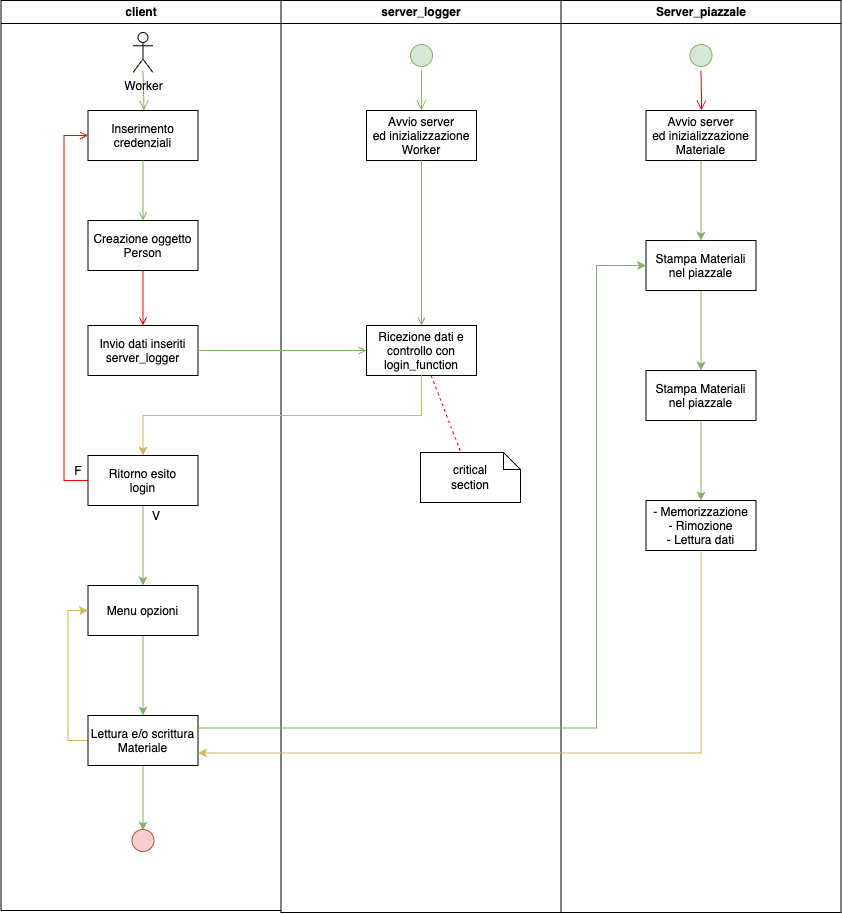 client
server_logger
Server_piazzale
Worker
Inserimento
credenziali
Avvio server
ed inizializzazione
Worker
Avvio server
ed inizializzazione
Materiale
Creazione oggetto
Person
Stampa Materiali
nel piazzale
Invio dati inseriti
server_logger
Ricezione dati e
controllo con
login_function
Stampa Materiali
nel piazzale
F
Ritorno esito
login
V
critical
section
- Memorizzazione
- Rimozione
- Lettura dati
Menu opzioni
Lettura e/o scrittura
Materiale